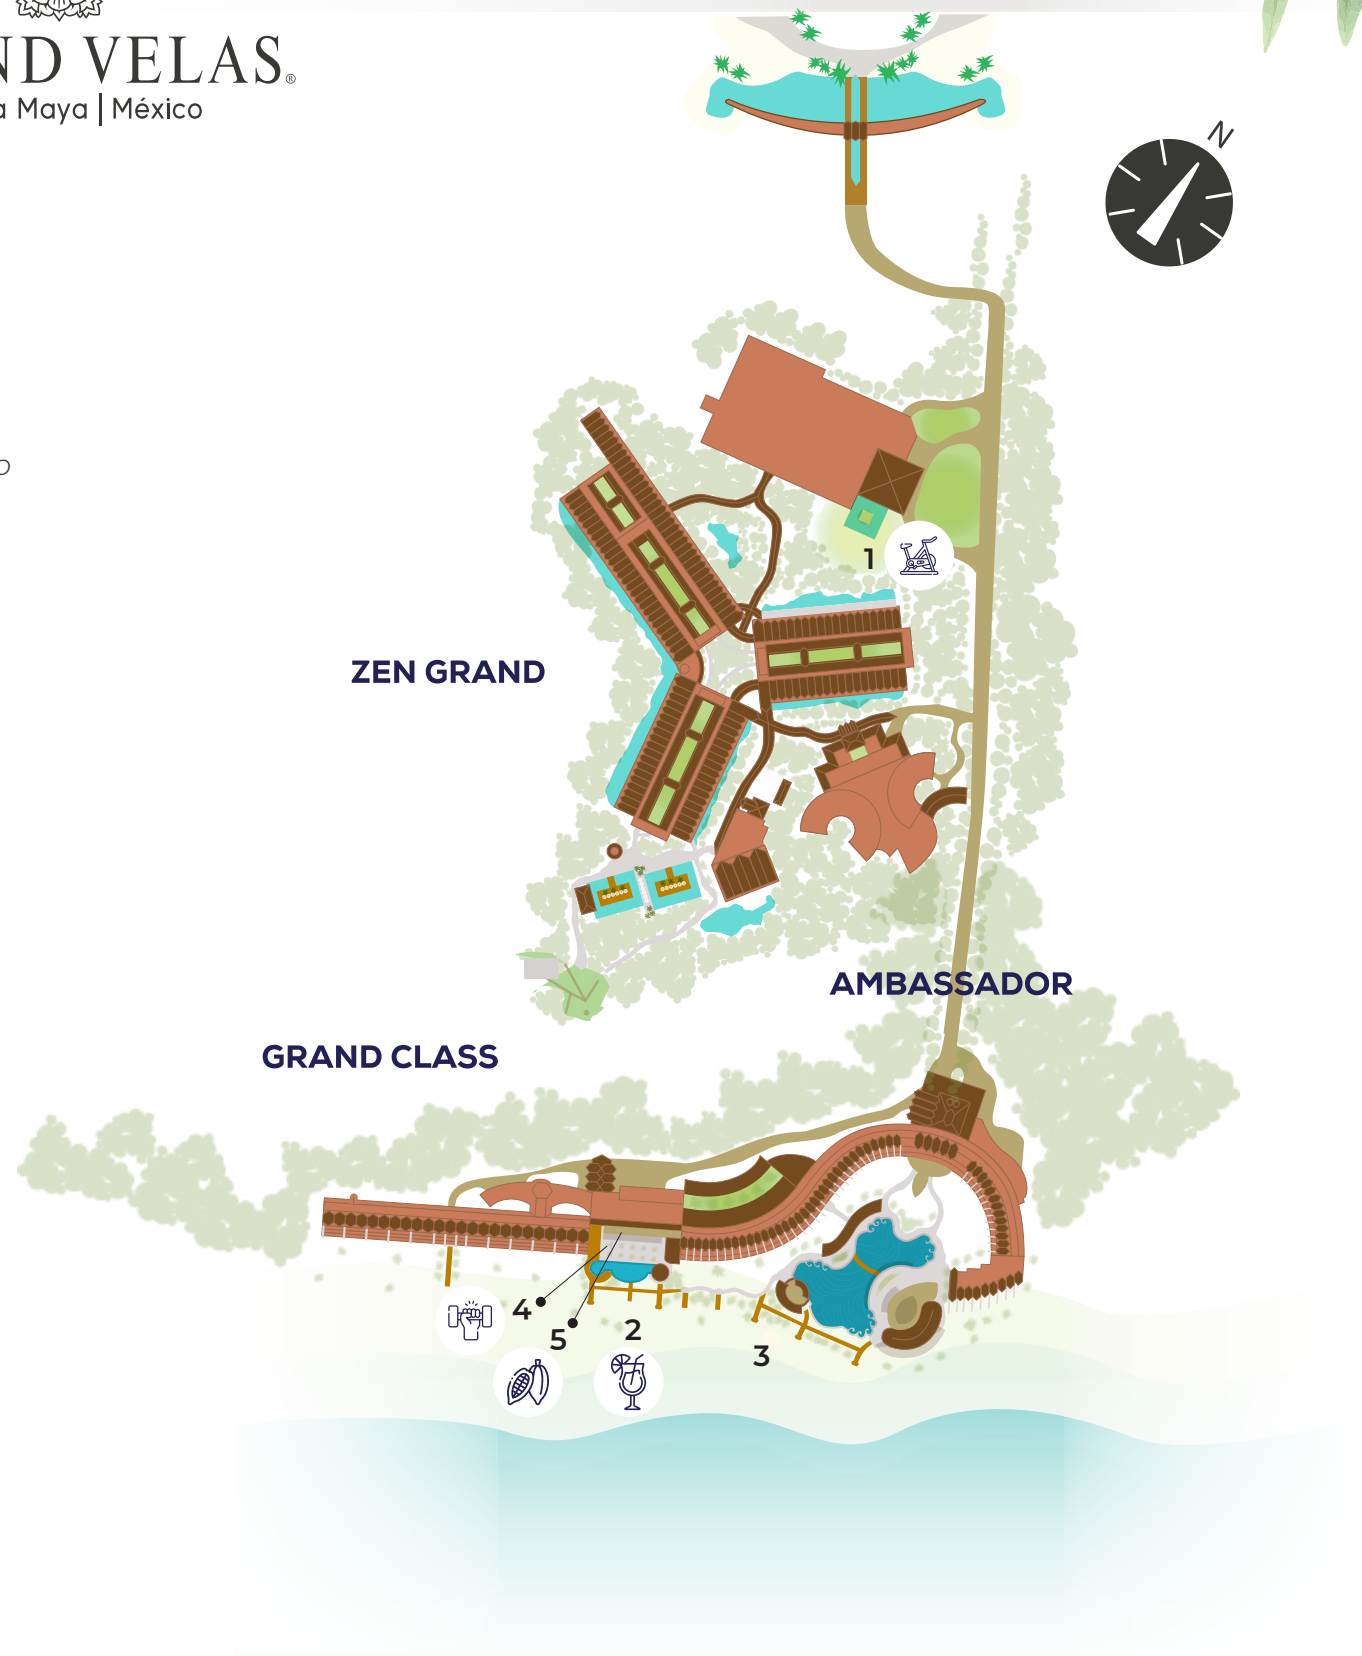 ND VELAS®
a Maya | México
N
o
1
ZEN GRAND
AMBASSADOR
GRAND CLASS
4
5
2
3